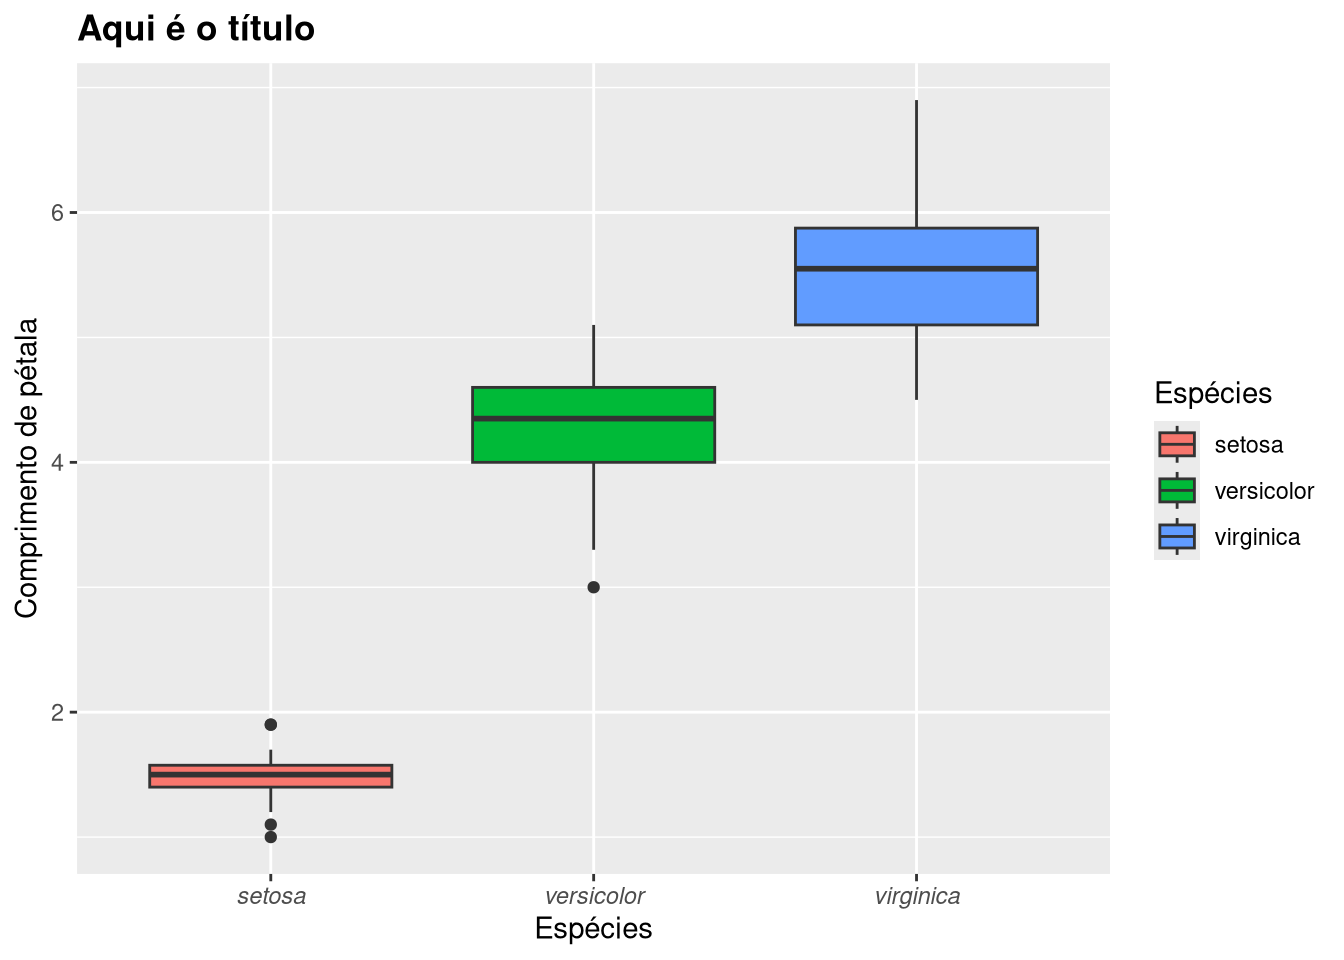 Aqui é o título
Comprimento de pétala
6
4
2
setosa
versicolor
virginica
Espécies
Espécies
setosa
versicolor
virginica